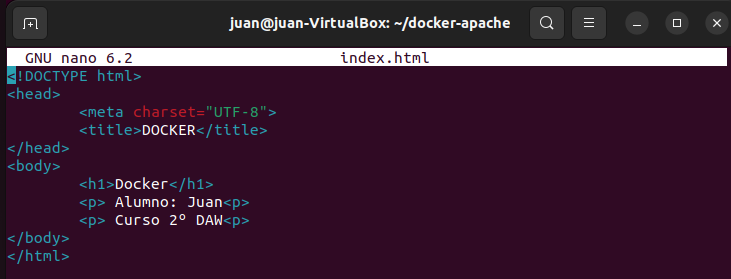 juan@juan-VirtualBox: ~/docker-apache
GNU nano 6.2 index.html
<!DOCTYPE html>
<head>
<meta charset="UTF-8">
<title>DOCKER</title>
</head>
<body>
<h1>Docker</h1>
<p> Alumno: Juan<p>
<p> Curso 2º DAW<p>
</body>
</html>